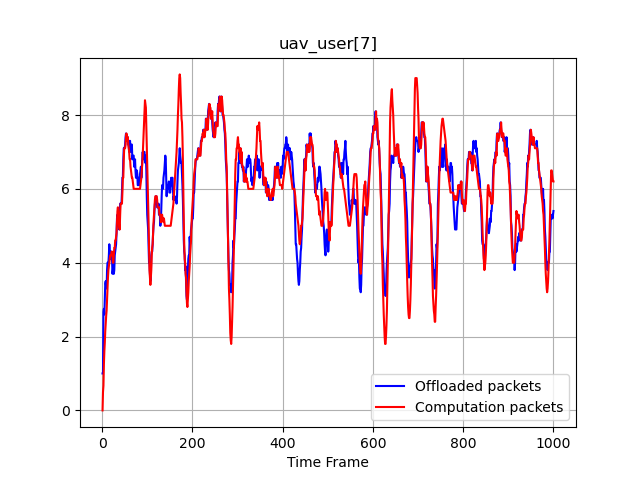 uav_user[7]
8
6
4
2
0
0 200 400 600 800 1000
Time Frame
Offloaded packets
Computation packets